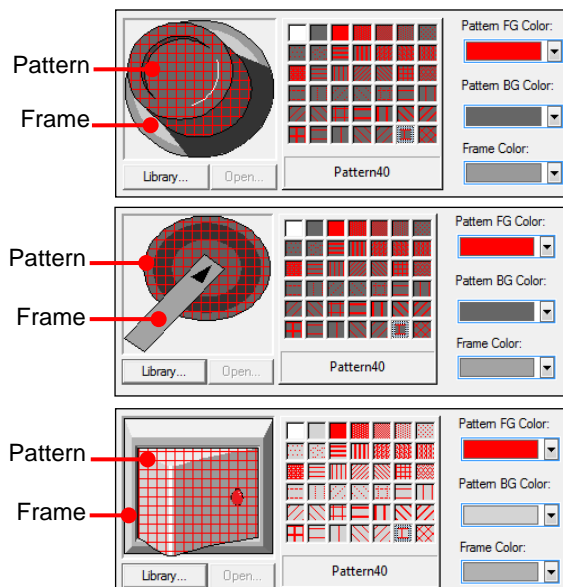 Pattern
Frame
Library...
Open...
Pattern40
Pattern FG Color:
Pattern BG Color:
Frame Color:
Pattern
Frame
Library...
Open...
Pattern40
Pattern FG Color:
Pattern BG Color:
Frame Color:
Pattern
Frame
Library...
Open...
Pattern40
Pattern FG Color:
Pattern BG Color:
Frame Color: